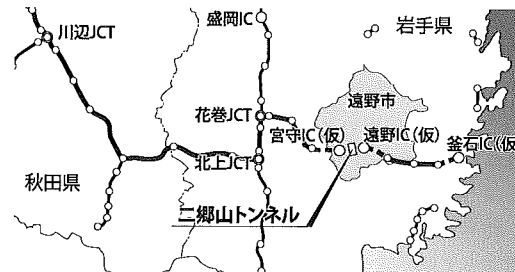 盛岡IC
岩手県
川辺JCT
花巻JCT
遠野市
宮守IC(仮)
遠野IC(仮)
釜石IC(仮
北上JCT
秋田県
二郷山トンネル